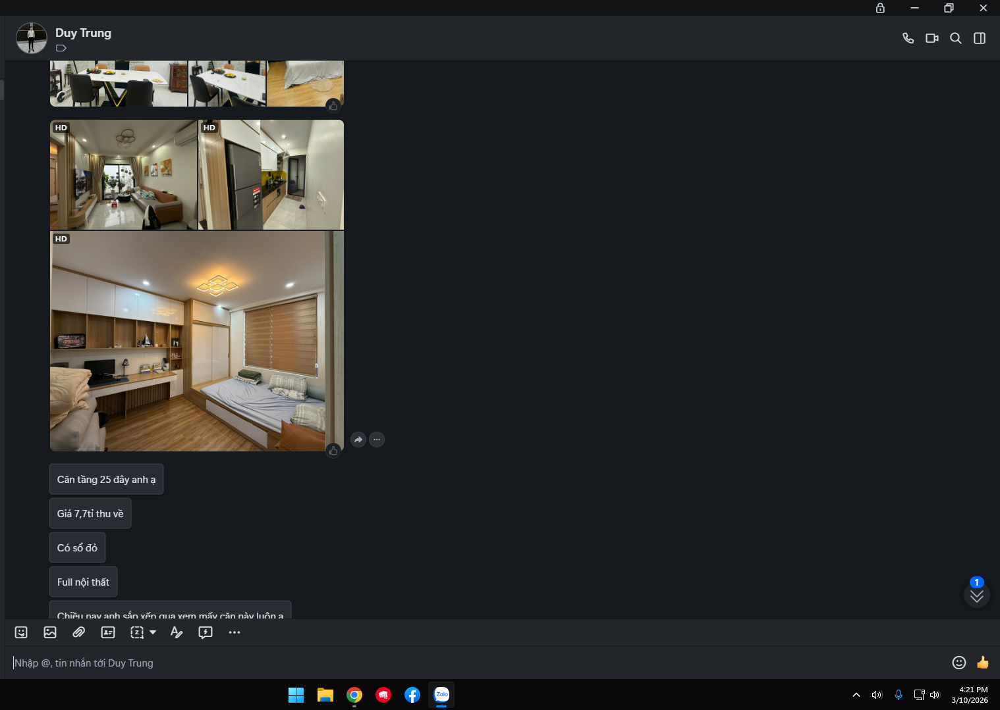 Duy Trung
HD
HD
HD
Căn tầng 25 đây anh ạ
Giá 7,7tỉ thu về
Có sổ đỏ
Full nội thất
Chiều nay anh sắp xếp qua xem mấy căn này luôn ạ
1
Nhập @, tin nhắn tới Duy Trung
Zalo
4:21 PM
3/10/2026